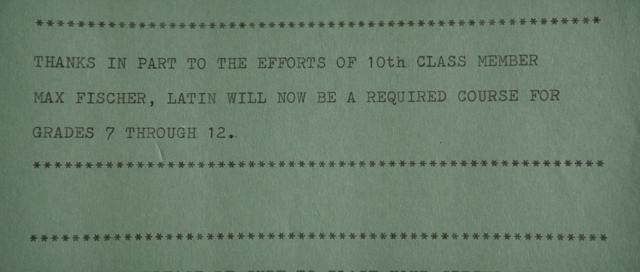 ************************************************************
THANKS IN PART TO THE EFFORTS OF 10th CLASS MEMBER
MAX FISCHER, LATIN WILL NOW BE A REQUIRED COURSE FOR
GRADES 7 THROUGH 12.
************************************************************
************************************************************